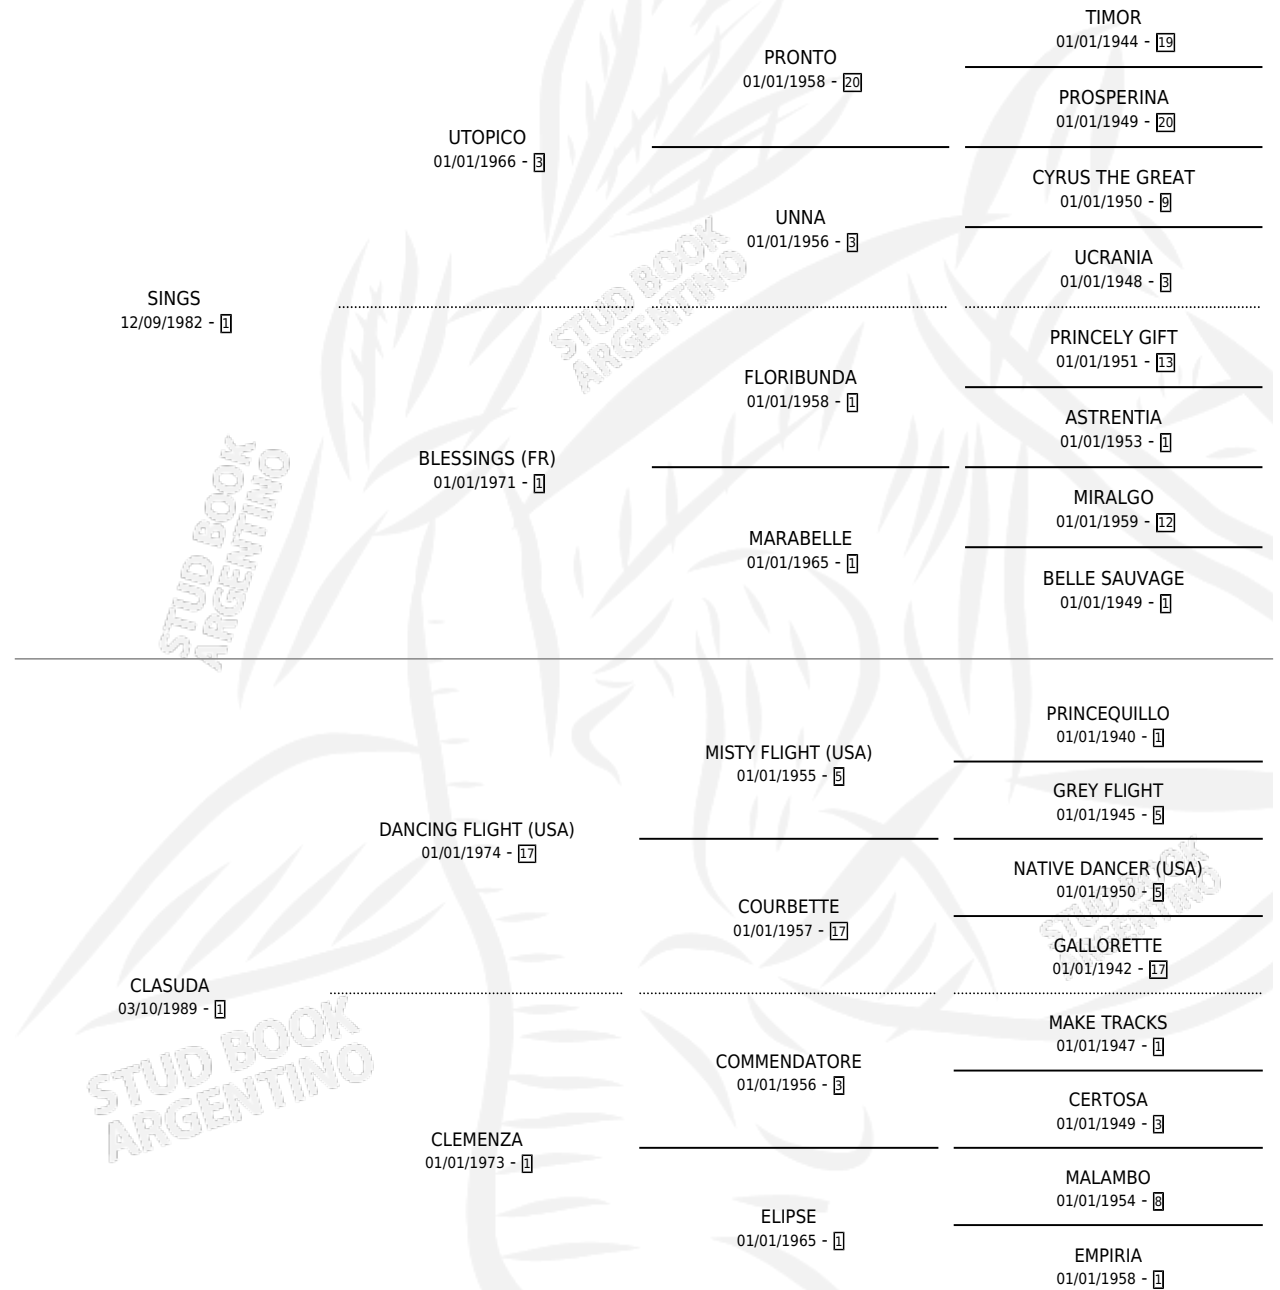 TIMOR
01/01/1944 - 19
PRONTO
01/01/1958 - 20
PROSPERINA
01/01/1949 - 20
UTOPICO
01/01/1966 - 3
CYRUS THE GREAT
01/01/1950 - 9
UNNA
01/01/1956 - 3
UCRANIA
01/01/1948 - 3
SINGS
12/09/1982 - 1
STUD BOOK
ARGENTINO
PRINCELY GIFT
01/01/1951 - 13
FLORIBUNDA
01/01/1958 - 1
ASTRENTIA
01/01/1953 - 1
BLESSINGS (FR)
01/01/1971 - 1
MIRALGO
01/01/1959 - 12
MARABELLE
01/01/1965 - 1
BELLE SAUVAGE
01/01/1949 - 1
STUD BOOK
ARGENTINO
PRINCEQUILLO
01/01/1940 - 1
MISTY FLIGHT (USA)
01/01/1955 - 5
GREY FLIGHT
01/01/1945 - 5
DANCING FLIGHT (USA)
01/01/1974 - 17
NATIVE DANCER (USA)
01/01/1950 - 5
STUD BOOK
ARGENTINO
COURBETTE
01/01/1957 - 17
GALLORETTE
01/01/1942 - 17
CLASUDA
03/10/1989 - 1
STUD BOOK
ARGENTINO
MAKE TRACKS
01/01/1947 - 1
COMMENDATORE
01/01/1956 - 3
CERTOSA
01/01/1949 - 3
CLEMENZA
01/01/1973 - 1
MALAMBO
01/01/1954 - 8
ELIPSE
01/01/1965 - 1
EMPIRIA
01/01/1958 - 1